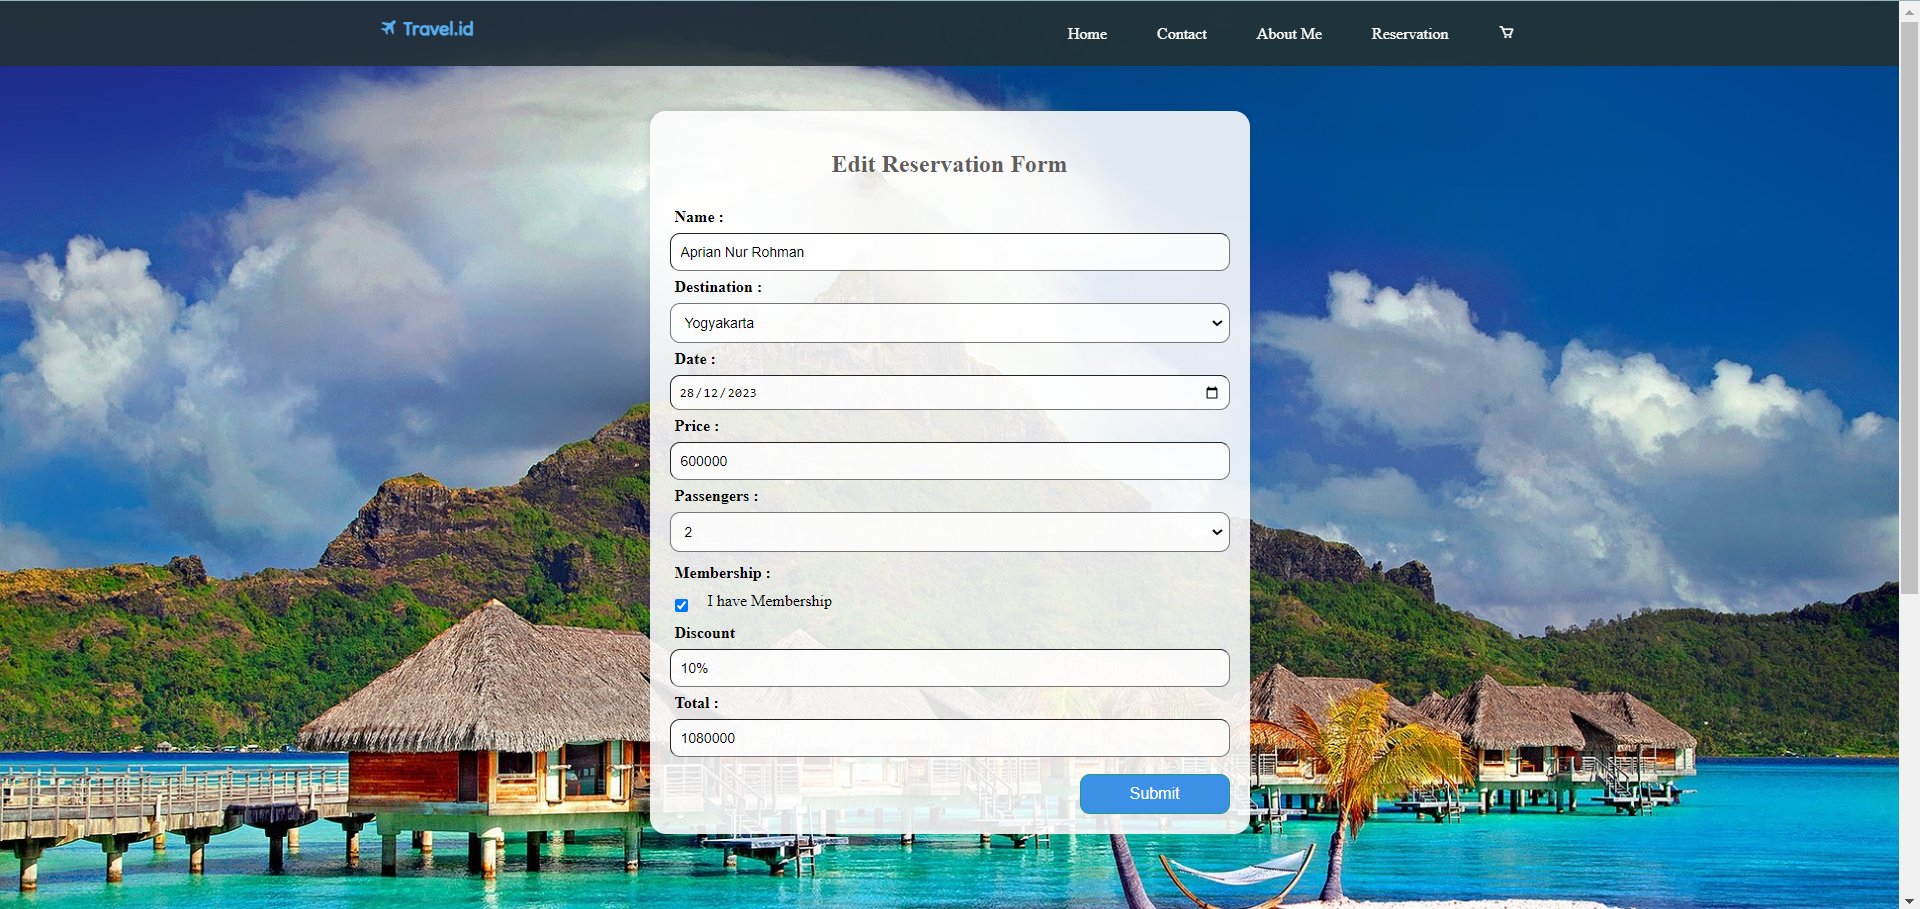 Travel.id
Home Contact About Me Reservation
Edit Reservation Form
Name :
Aprian Nur Rohman
Destination :
Yogyakarta
Date :
28/12/2023
Price :
600000
Passengers :
2
Membership :
I have Membership
Discount
10%
Total :
1080000
Submit